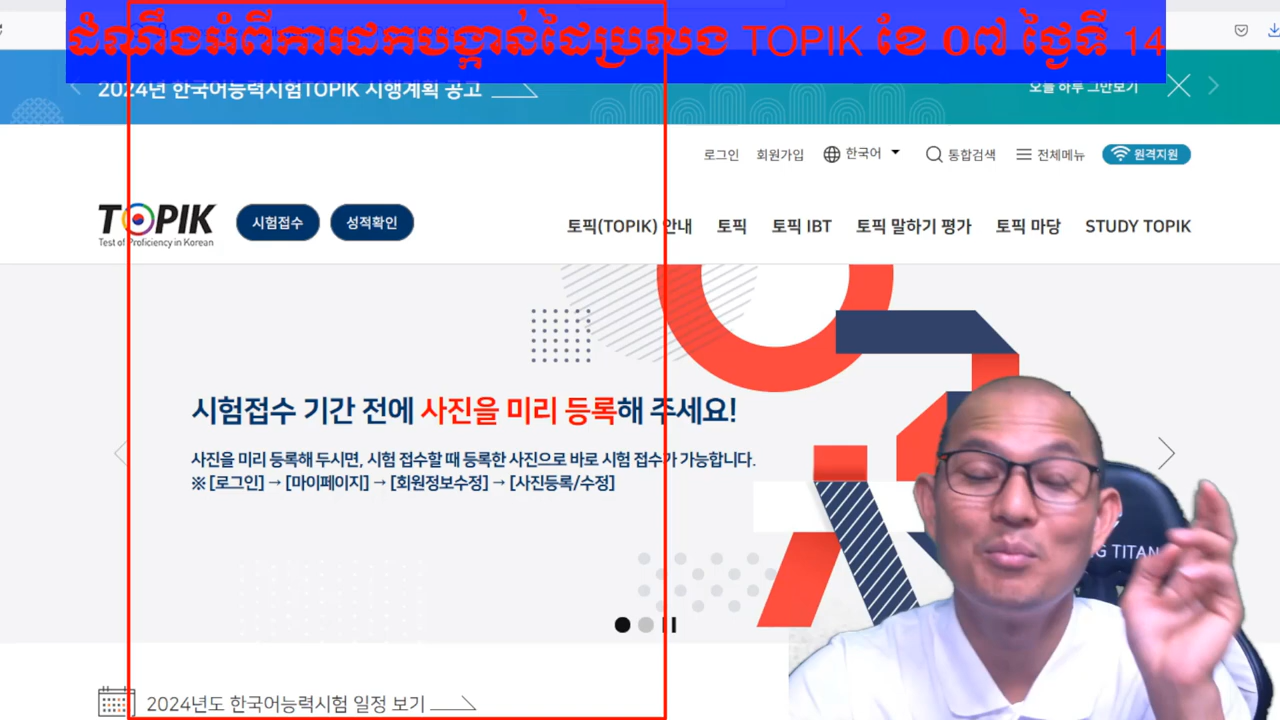 ដំណឹងអំពីការដកបង្កាន់ដៃប្រលង TOPIK ខែ 0៧ ថ្ងៃទី 14
2024년 한국어능력시험TOPIK 시행계획 공고
오늘 하루 그만보기
로그인 회원가입 한국어 통합검색 전체메뉴 원격지원
TOPIK
Test of Proficiency in Korean
시험접수 성적확인
토픽(TOPIK) 안내 토픽 토픽 IBT 토픽 말하기 평가 토픽 마당 STUDY TOPIK
시험접수 기간 전에 사진을 미리 등록해 주세요!
사진을 미리 등록해 두시면, 시험 접수할 때 등록한 사진으로 바로 시험 접수가 가능합니다.
※ [로그인] → [마이페이지] → [회원정보수정] → [사진등록/수정]
G TITAN
2024년도 한국어능력시험 일정 보기